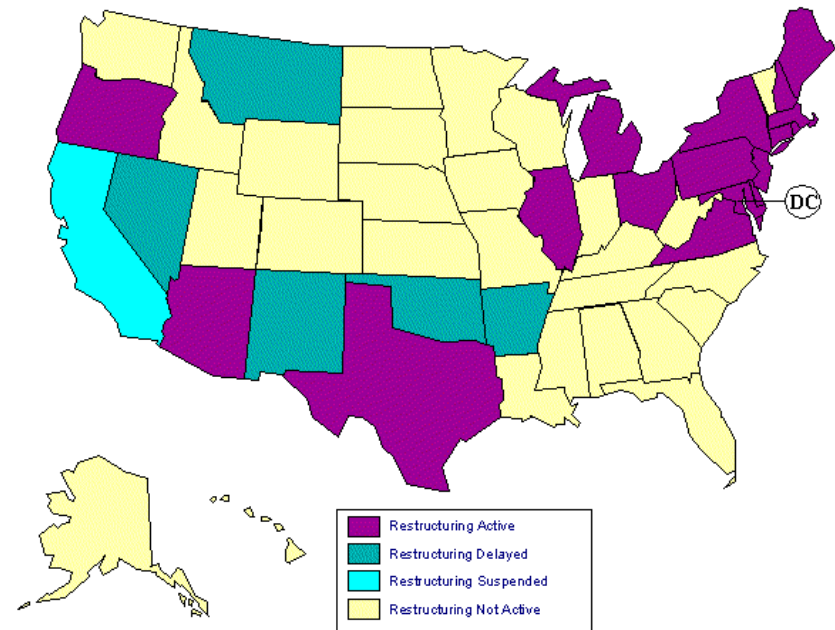 DC
Restructuring Active
Restructuring Delayed
Restructuring Suspended
Restructuring Not Active